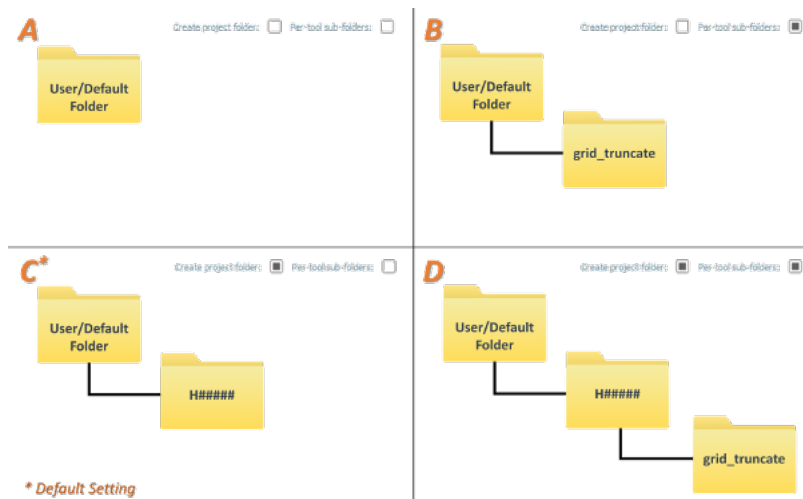 A
Create project folder:
Per-tool sub-folders:
User/Default
Folder
B
Create project folder:
Per-tool sub-folders:
User/Default
Folder
grid_truncate
C*
Create project folder:
Per-tool sub-folders:
User/Default
Folder
H#####
* Default Setting
D
Create project folder:
Per-tool sub-folders:
User/Default
Folder
H#####
grid_truncate